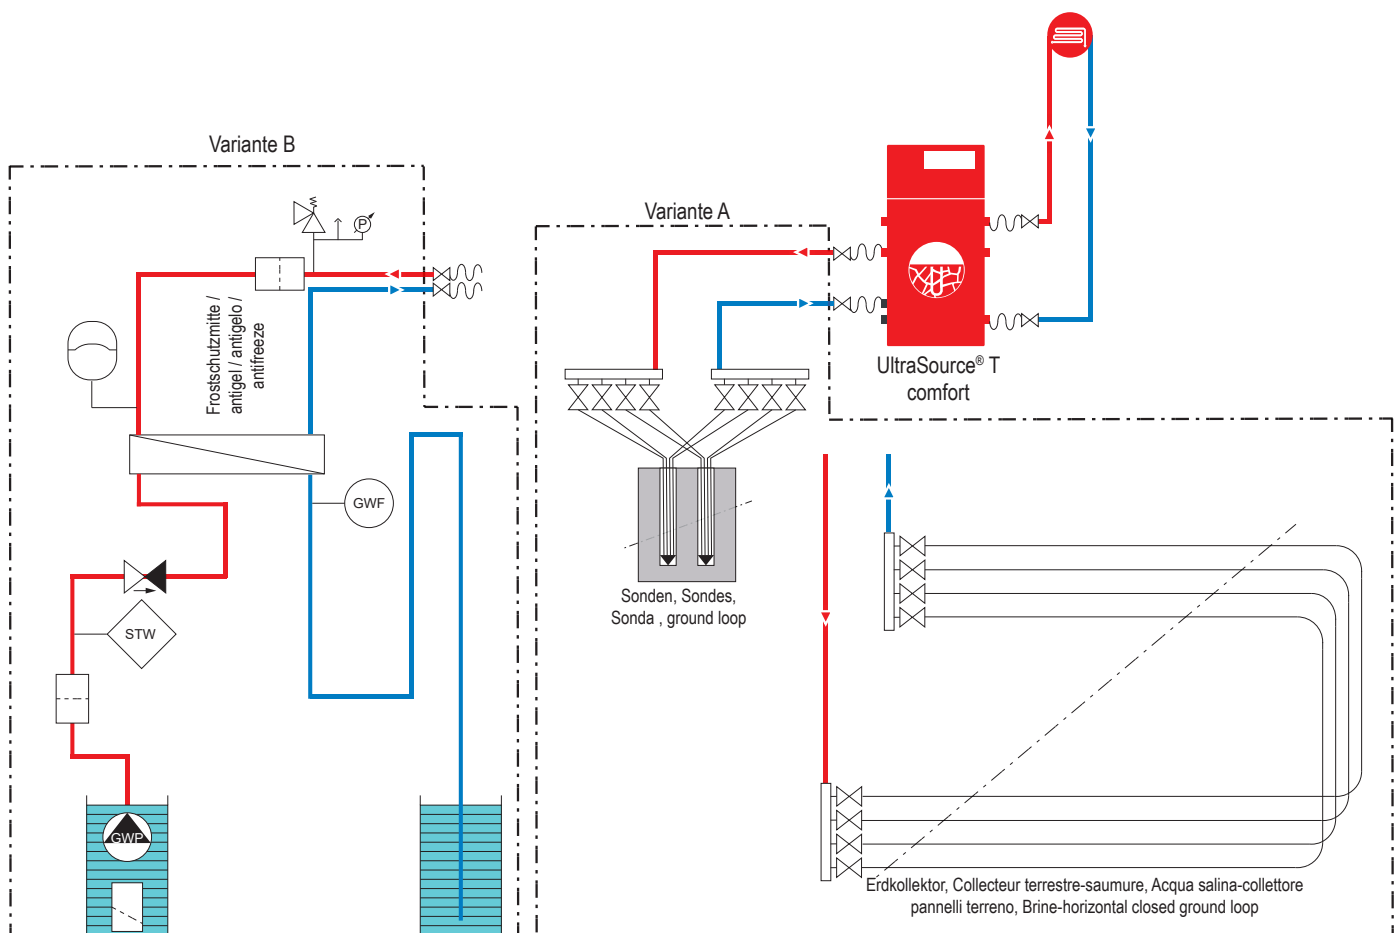 Variante B
Variante A
P
Frostschutzmitte /
antigel / antigelo /
antifreeze
UltraSource® T
comfort
GWF
STW
GWP
Sonden, Sondes,
Sonda , ground loop
Erdkollektor, Collecteur terrestre-saumure, Acqua salina-collettore
pannelli terreno, Brine-horizontal closed ground loop